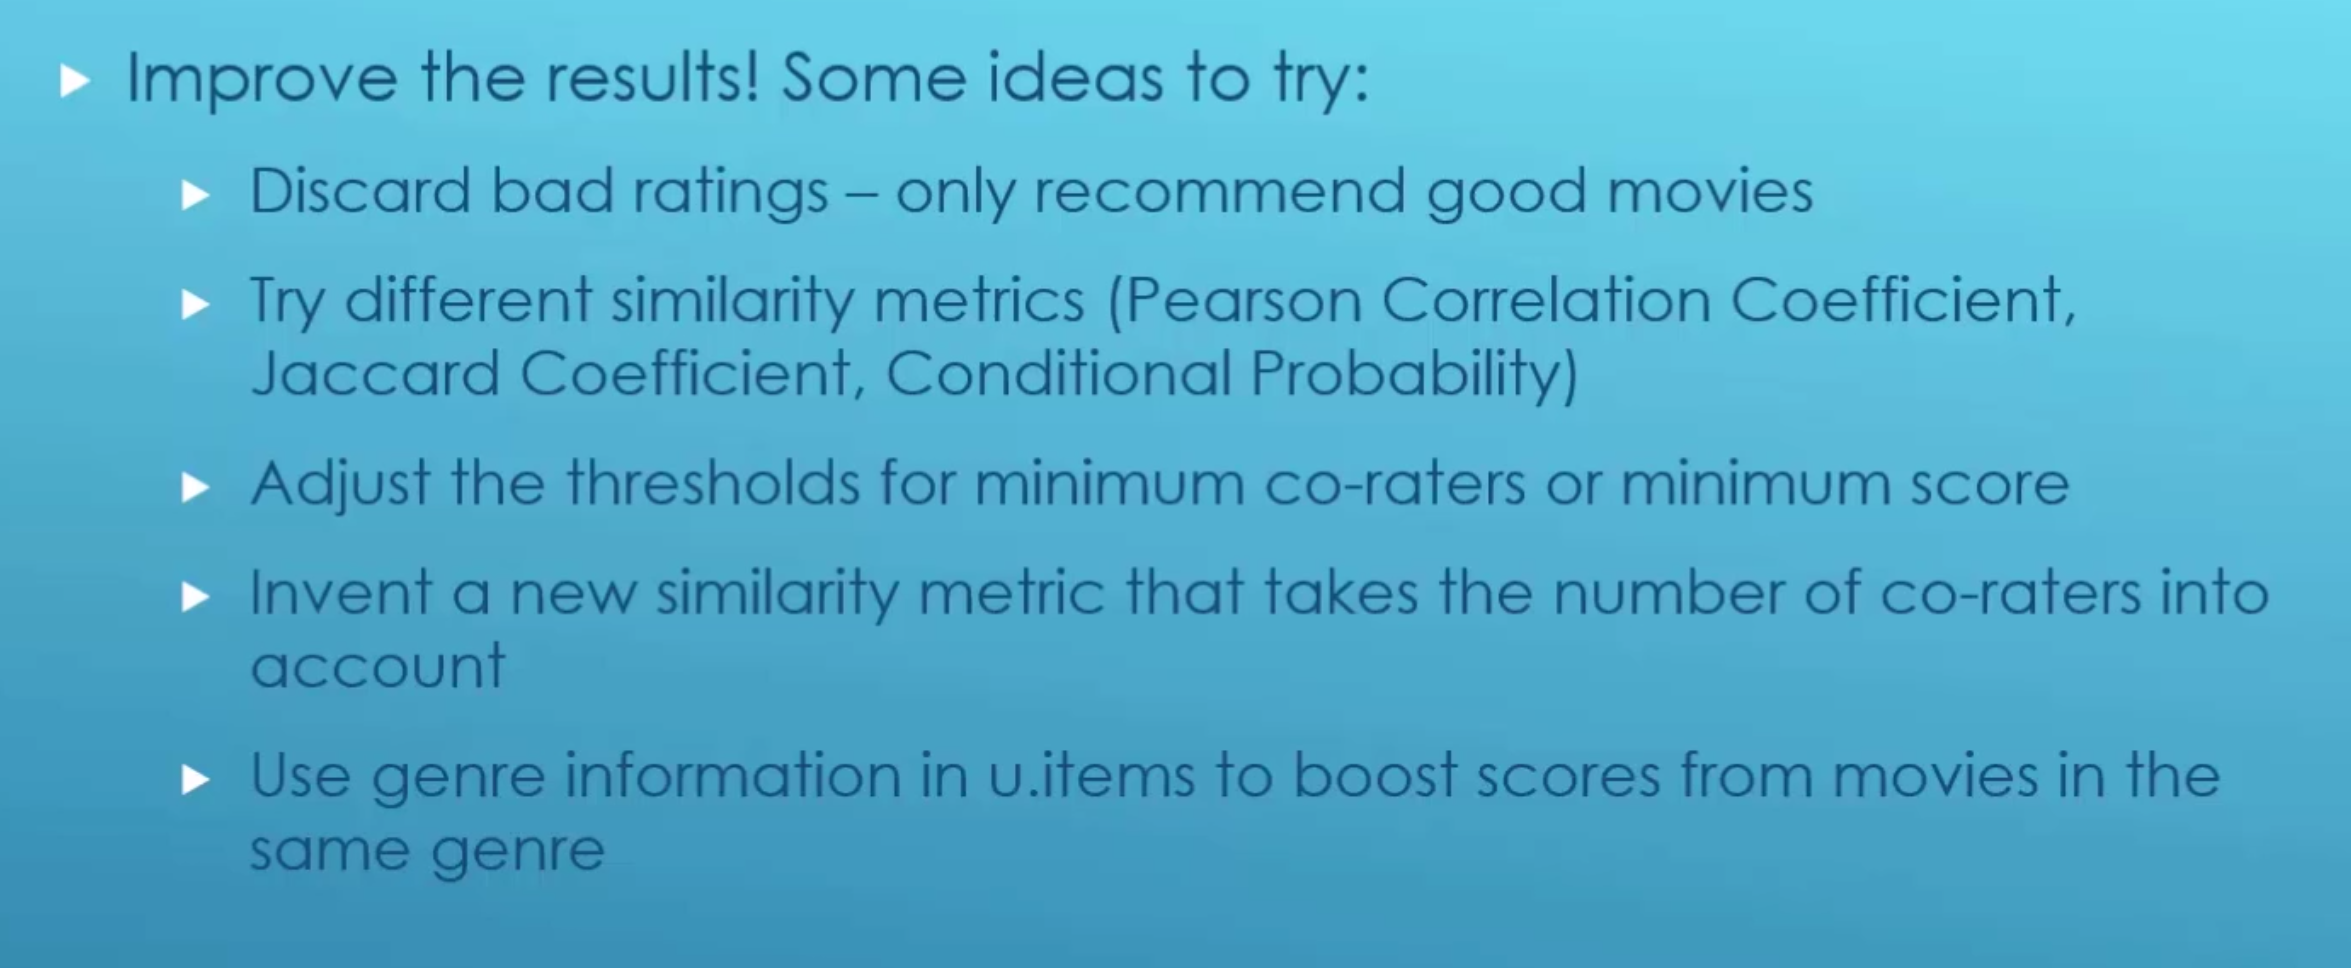 Improve the results! Some ideas to try:
Discard bad ratings – only recommend good movies
Try different similarity metrics (Pearson Correlation Coefficient,
Jaccard Coefficient, Conditional Probability)
Adjust the thresholds for minimum co-raters or minimum score
Invent a new similarity metric that takes the number of co-raters into
account
Use genre information in u.items to boost scores from movies in the
same genre